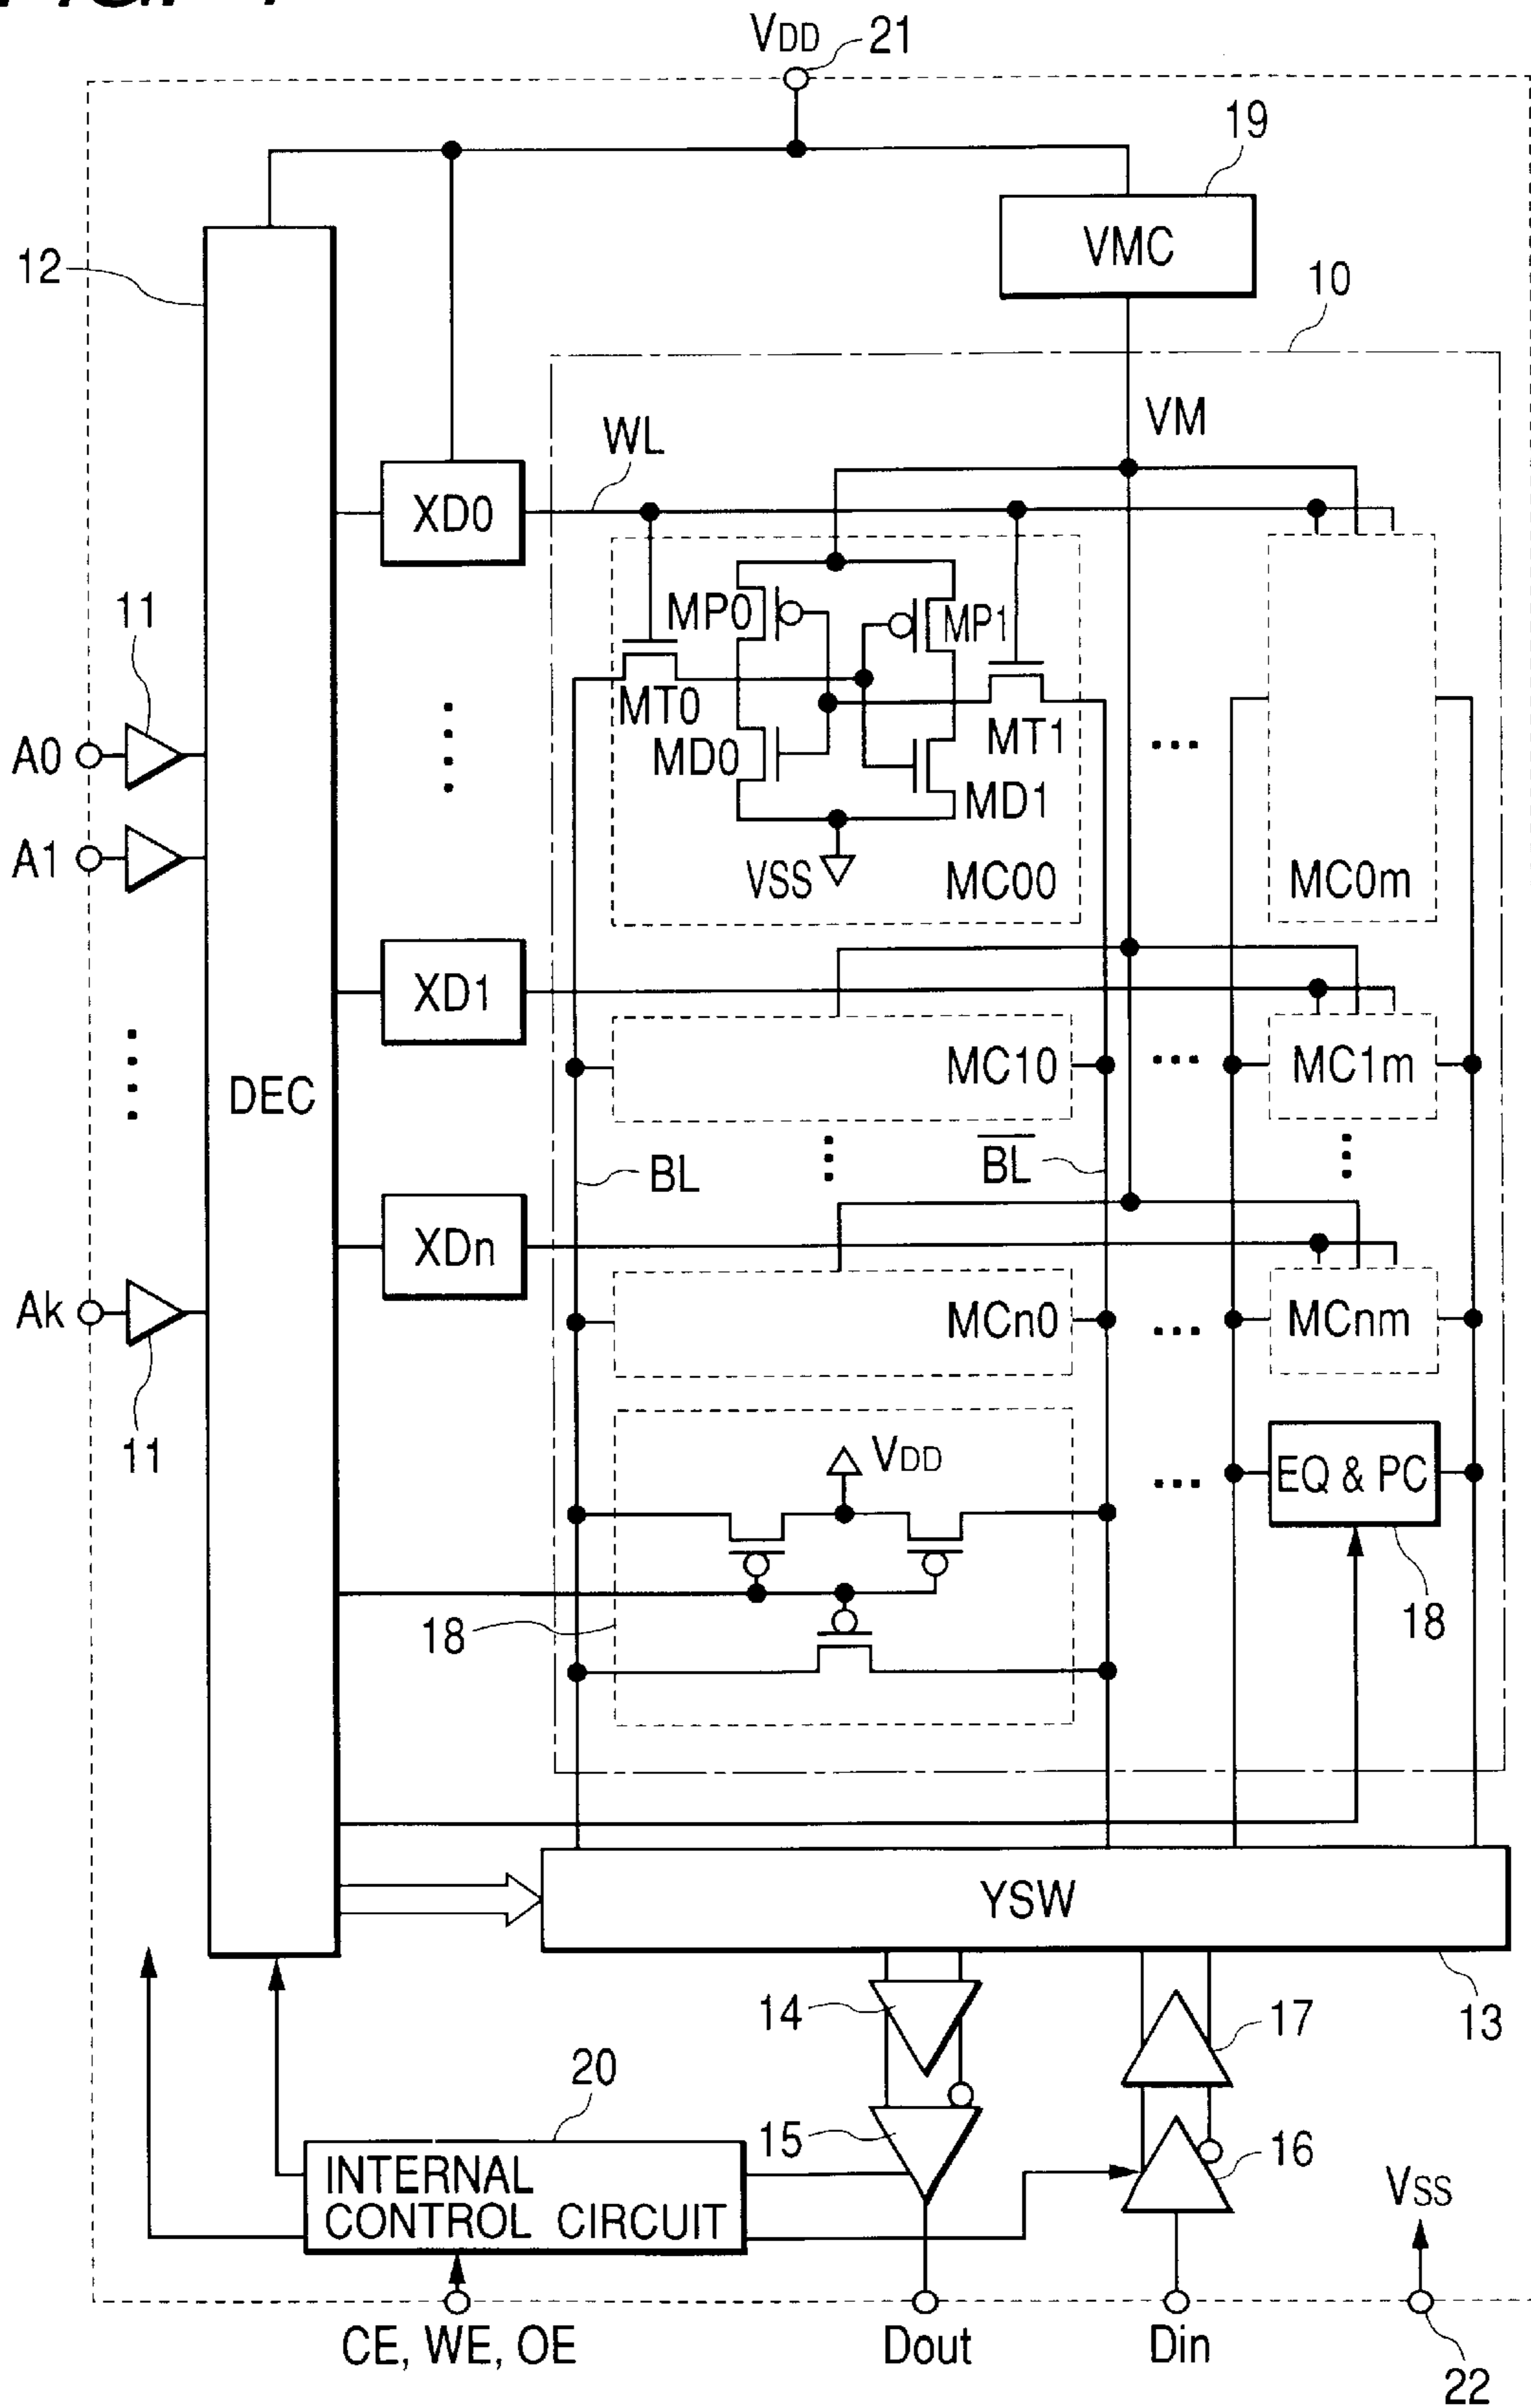 VDD 21
19
VMC
12
10
VM
WL
XD0
MP0
MP1
11
MT0
MT1
...
A0
MD0
MD1
A1
VSS
MC00
MC0m
XD1
MC10
...
MC1m
DEC
BL
BL
XDn
Ak
MCn0
...
MCnm
11
VDD
...
EQ & PC
18
18
YSW
14
17
13
20
15
16
INTERNAL
CONTROL CIRCUIT
VSS
CE, WE, OE
Dout
Din
22